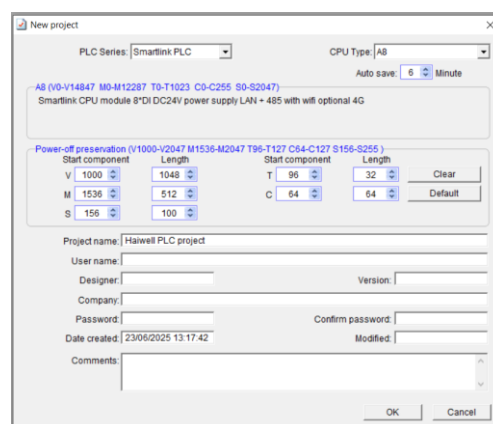 New project
PLC Series: Smartlink PLC CPU Type: A8
Auto save: 6 Minute
A8 (V0-V14847 M0-M12287 T0-T1023 C0-C255 S0-S2047)
Smartlink CPU module 8*DI DC24V power supply LAN + 485 with wifi optional 4G
Power-off preservation (V1000-V2047 M1536-M2047 T96-T127 C64-C127 S156-S255 )
Start component Length Start component Length
V 1000 1048 T 96 32 Clear
M 1536 512 C 64 64 Default
S 156 100
Project name: Haiwell PLC project
User name:
Designer: Version:
Company:
Password: Confirm password:
Date created: 23/06/2025 13:17:42 Modified:
Comments:
OK Cancel